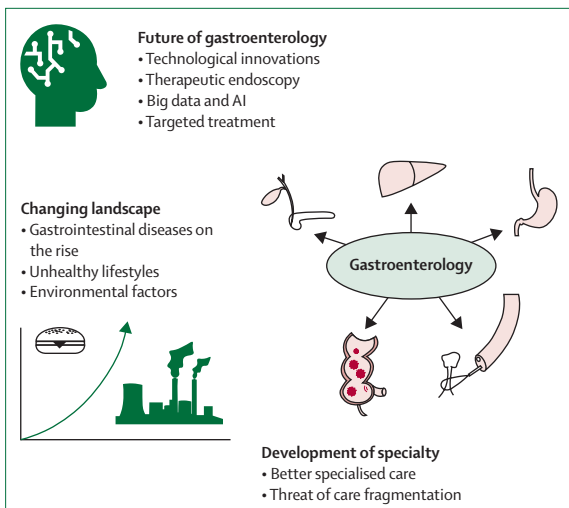 Future of gastroenterology
• Technological innovations
• Therapeutic endoscopy
• Big data and AI
• Targeted treatment
Changing landscape
• Gastrointestinal diseases on
the rise
• Unhealthy lifestyles
• Environmental factors
Gastroenterology
Development of specialty
• Better specialised care
• Threat of care fragmentation